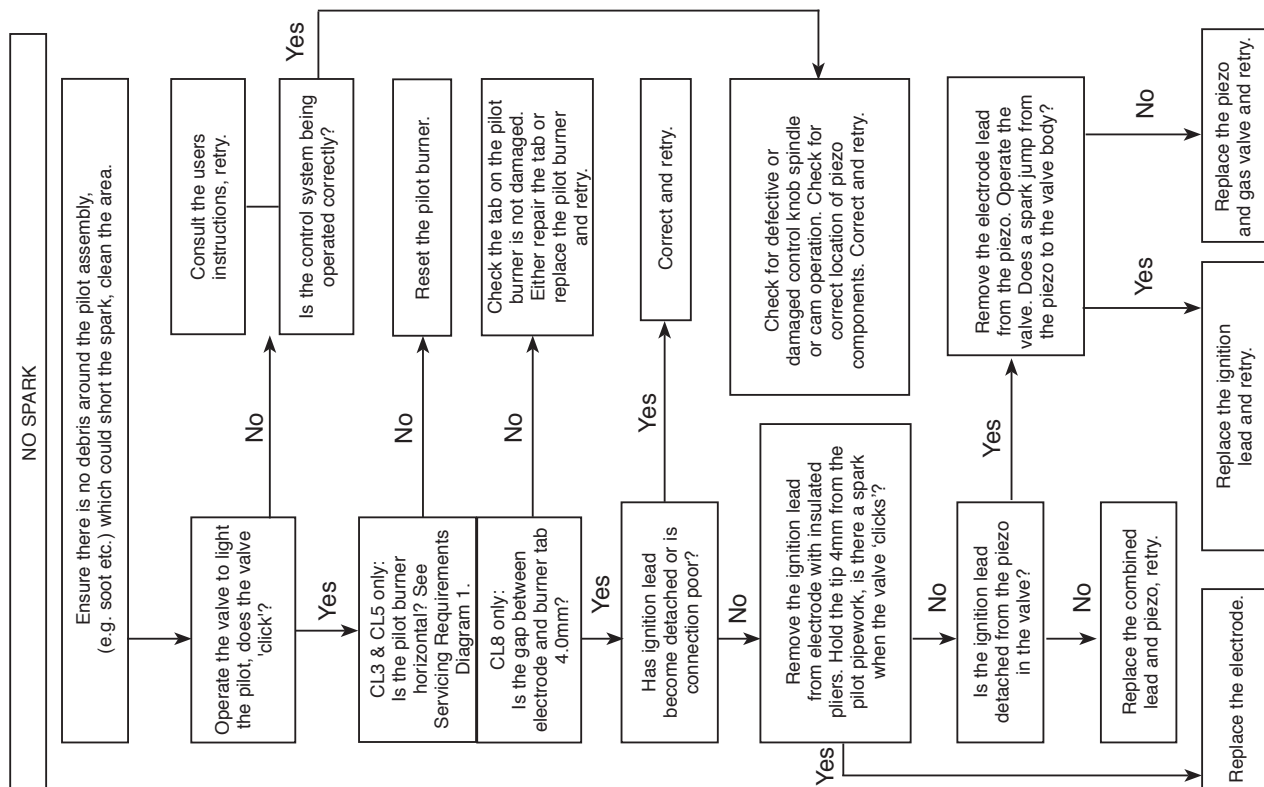 NO SPARK
Ensure there is no debris around the pilot assembly,
(e.g. soot etc.) which could short the spark, clean the area.
Operate the valve to light
the pilot, does the valve
‘click’?
No
Consult the users
instructions, retry.
Is the control system being
operated correctly?
Yes
Yes
CL3 & CL5 only:
Is the pilot burner
horizontal? See
Servicing Requirements
Diagram 1.
No
Reset the pilot burner.
CL8 only:
Is the gap between
electrode and burner tab
4.0mm?
No
Check the tab on the pilot
burner is not damaged.
Either repair the tab or
replace the pilot burner
and retry.
Yes
Has ignition lead
become detached or is
connection poor?
Yes
Correct and retry.
No
Check for defective or
damaged control knob spindle
or cam operation. Check for
correct location of piezo
components. Correct and retry.
Remove the ignition lead
from electrode with insulated
pliers. Hold the tip 4mm from the
pilot pipework, is there a spark
when the valve ‘clicks’?
Yes
No
Is the ignition lead
detached from the piezo
in the valve?
Yes
Remove the electrode lead
from the piezo. Operate the
valve. Does a spark jump from
the piezo to the valve body?
No
Replace the combined
lead and piezo, retry.
Yes
No
Replace the electrode.
Replace the ignition
lead and retry.
Replace the piezo
and gas valve and retry.